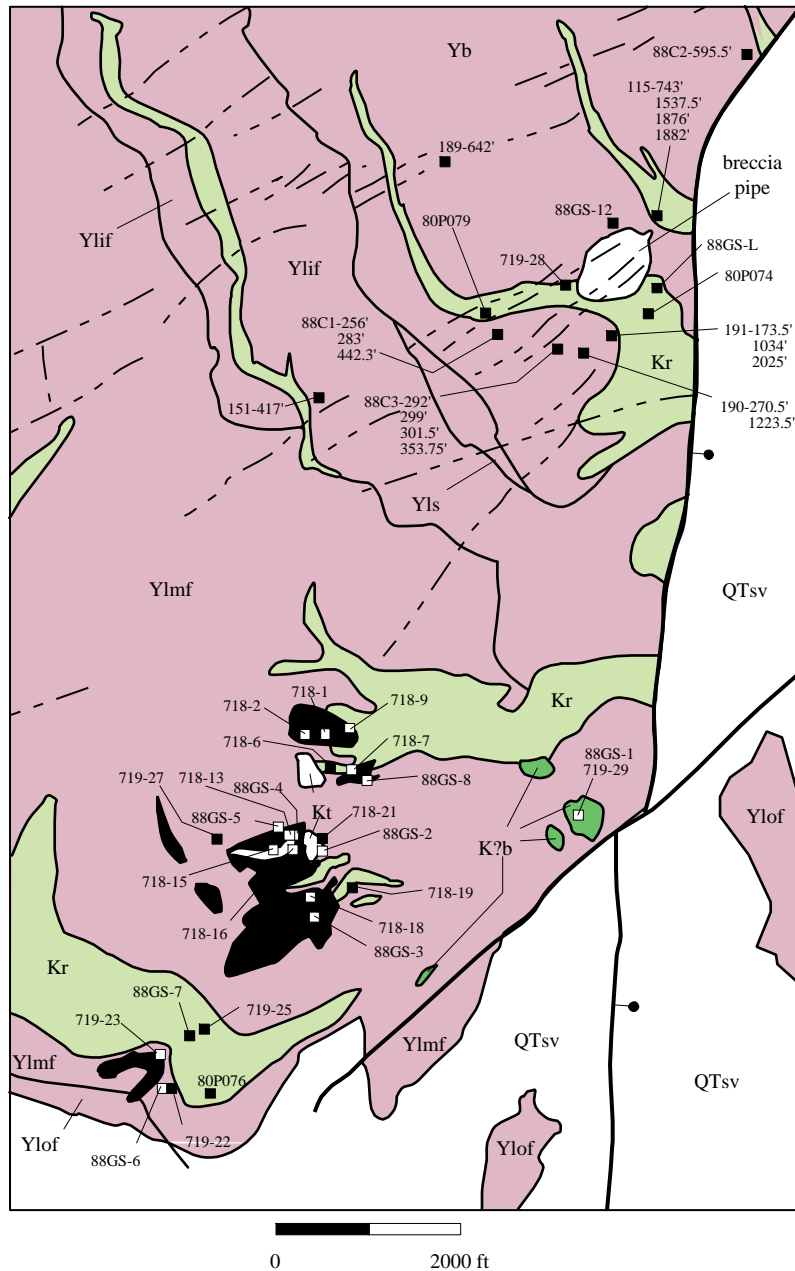 Yb
88C2-595.5'
115-743'
1537.5'
1876'
1882'
189-642'
breccia
pipe
80P079
88GS-12
Ylif
Ylif
719-28
88GS-L
80P074
88C1-256'
283'
442.3'
191-173.5'
1034'
2025'
Kr
88C3-292'
299'
301.5'
353.75'
151-417'
190-270.5'
1223.5'
Yls
Ylmf
QTsv
718-1
718-2
718-9
Kr
718-6
718-7
88GS-1
719-29
718-13
719-27
88GS-4
88GS-8
Kt
Ylof
88GS-5
718-21
88GS-2
K?b
718-15
718-19
718-16
718-18
88GS-3
Kr
88GS-7
719-25
719-23
Ylmf
Ylmf
QTsv
80P076
QTsv
Ylof
719-22
Ylof
88GS-6
0
2000 ft